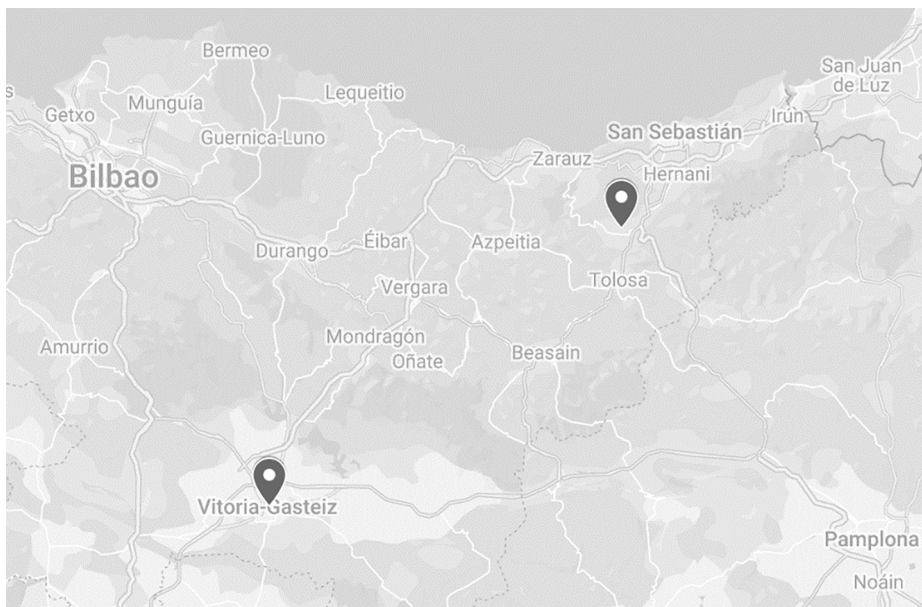 Bermeo
San Juan
de Luz
s
Munguía
Lequeitio
Getxo
Irún
Guernica-Luno
San Sebastián
Zarauz
Hernani
Bilbao
Durango
Éibar
Azpeitia
Tolosa
Vergara
Mondragón
Amurrio
Oñate
Beasain
Vitoria-Gasteiz
Pamplona
Noáin